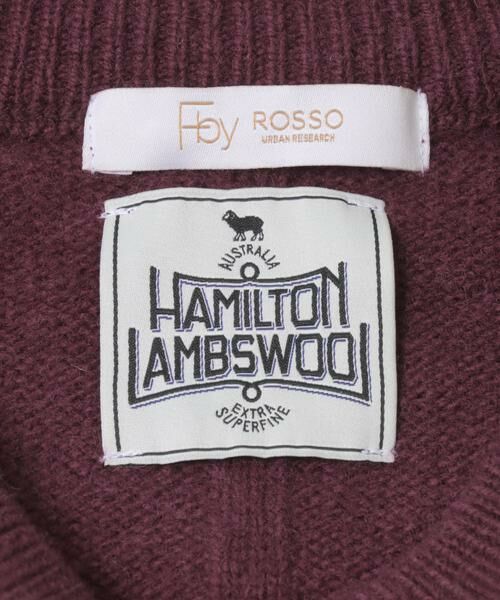 F by ROSSO
URBAN RESEARCH
AUSTRALIA
HAMILTON
LAMBSWOOL
EXTRA
SUPERFINE